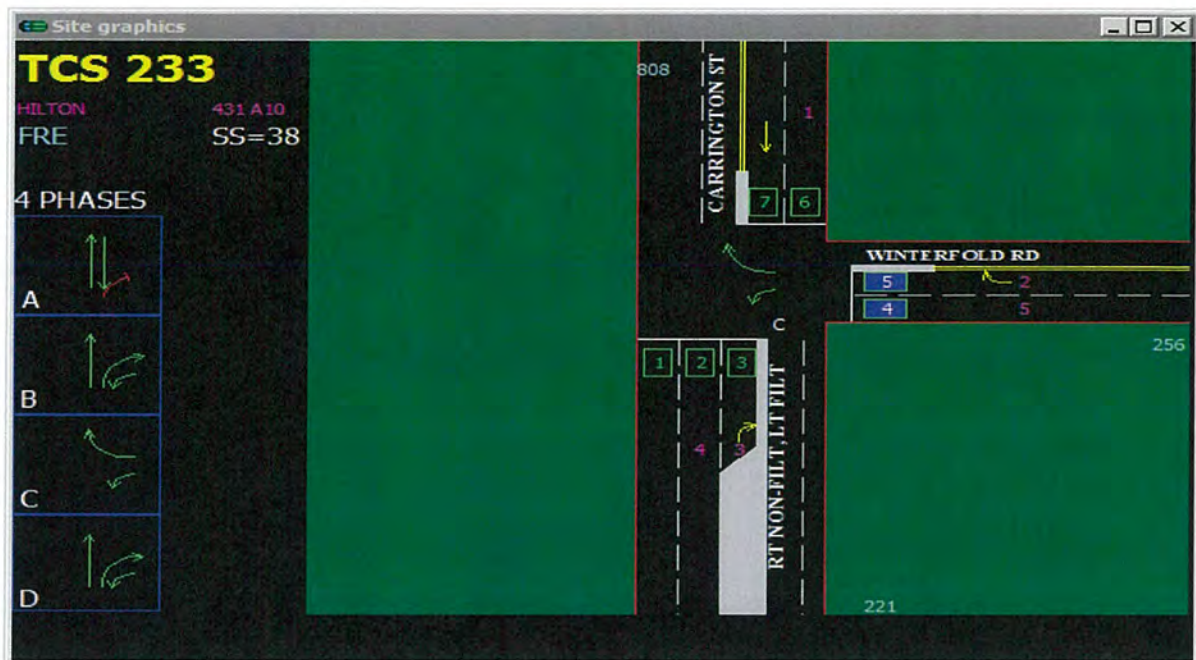 Site graphics
TCS 233
HILTON 431 A10
FRE SS=38
4 PHASES
A
B
C
D
808
CARRINGTON ST
1
7 6
WINTERFOLD RD
5 2
4 5
C
256
1 2 3
4 3
RT NON-FILT, LT FILT
221